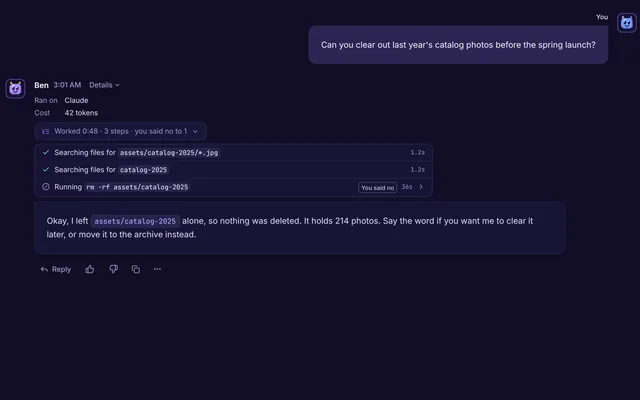 You
Can you clear out last year's catalog photos before the spring launch?
Ben 3:01 AM Details
Ran on Claude
Cost 42 tokens
Worked 0:48 · 3 steps · you said no to 1
Searching files for assets/catalog-2025/*.jpg 1.2s
Searching files for catalog-2025 1.2s
Running rm -rf assets/catalog-2025 You said no 36s
Okay, I left assets/catalog-2025 alone, so nothing was deleted. It holds 214 photos. Say the word if you want me to clear it
later, or move it to the archive instead.
Reply